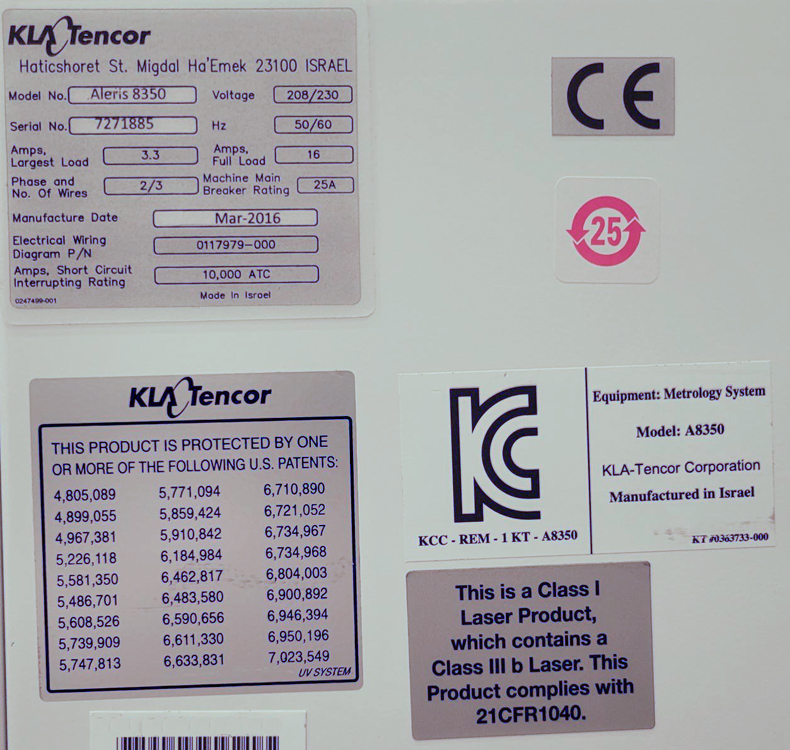 KLA Tencor
Haticshoret St. Migdal Ha'Emek 23100 ISRAEL
Model No. Aleris 8350 Voltage 208/230
Serial No. 7271885 Hz 50/60
Amps, Largest Load 3.3 Amps, Full Load 16
Phase and No. Of Wires 2/3 Machine Main Breaker Rating 25A
Manufacture Date Mar-2016
Electrical Wiring Diagram P/N 0117979-000
Amps, Short Circuit Interrupting Rating 10,000 ATC
0247499-001 Made In Israel
CE
25
KLA Tencor
THIS PRODUCT IS PROTECTED BY ONE
OR MORE OF THE FOLLOWING U.S. PATENTS:
4,805,089 5,771,094 6,710,890
4,899,055 5,859,424 6,721,052
4,967,381 5,910,842 6,734,967
5,226,118 6,184,984 6,734,968
5,581,350 6,462,817 6,804,003
5,486,701 6,483,580 6,900,892
5,608,526 6,590,656 6,946,394
5,739,909 6,611,330 6,950,196
5,747,813 6,633,831 7,023,549
UV SYSTEM
KC
KCC - REM - 1 KT - A8350
Equipment: Metrology System
Model: A8350
KLA-Tencor Corporation
Manufactured in Israel
KT #0363733-000
This is a Class I
Laser Product,
which contains a
Class III b Laser. This
Product complies with
21CFR1040.